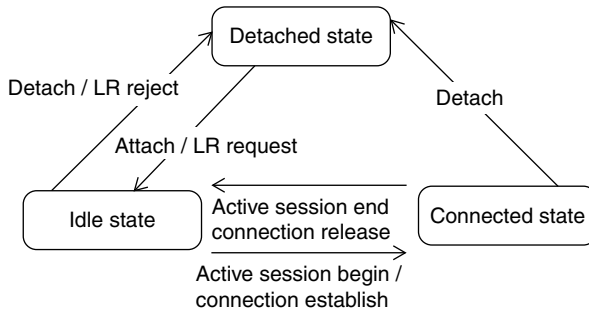 Detached state
Detach / LR reject
Detach
Attach / LR request
Idle state
Active session end
connection release
Connected state
Active session begin /
connection establish